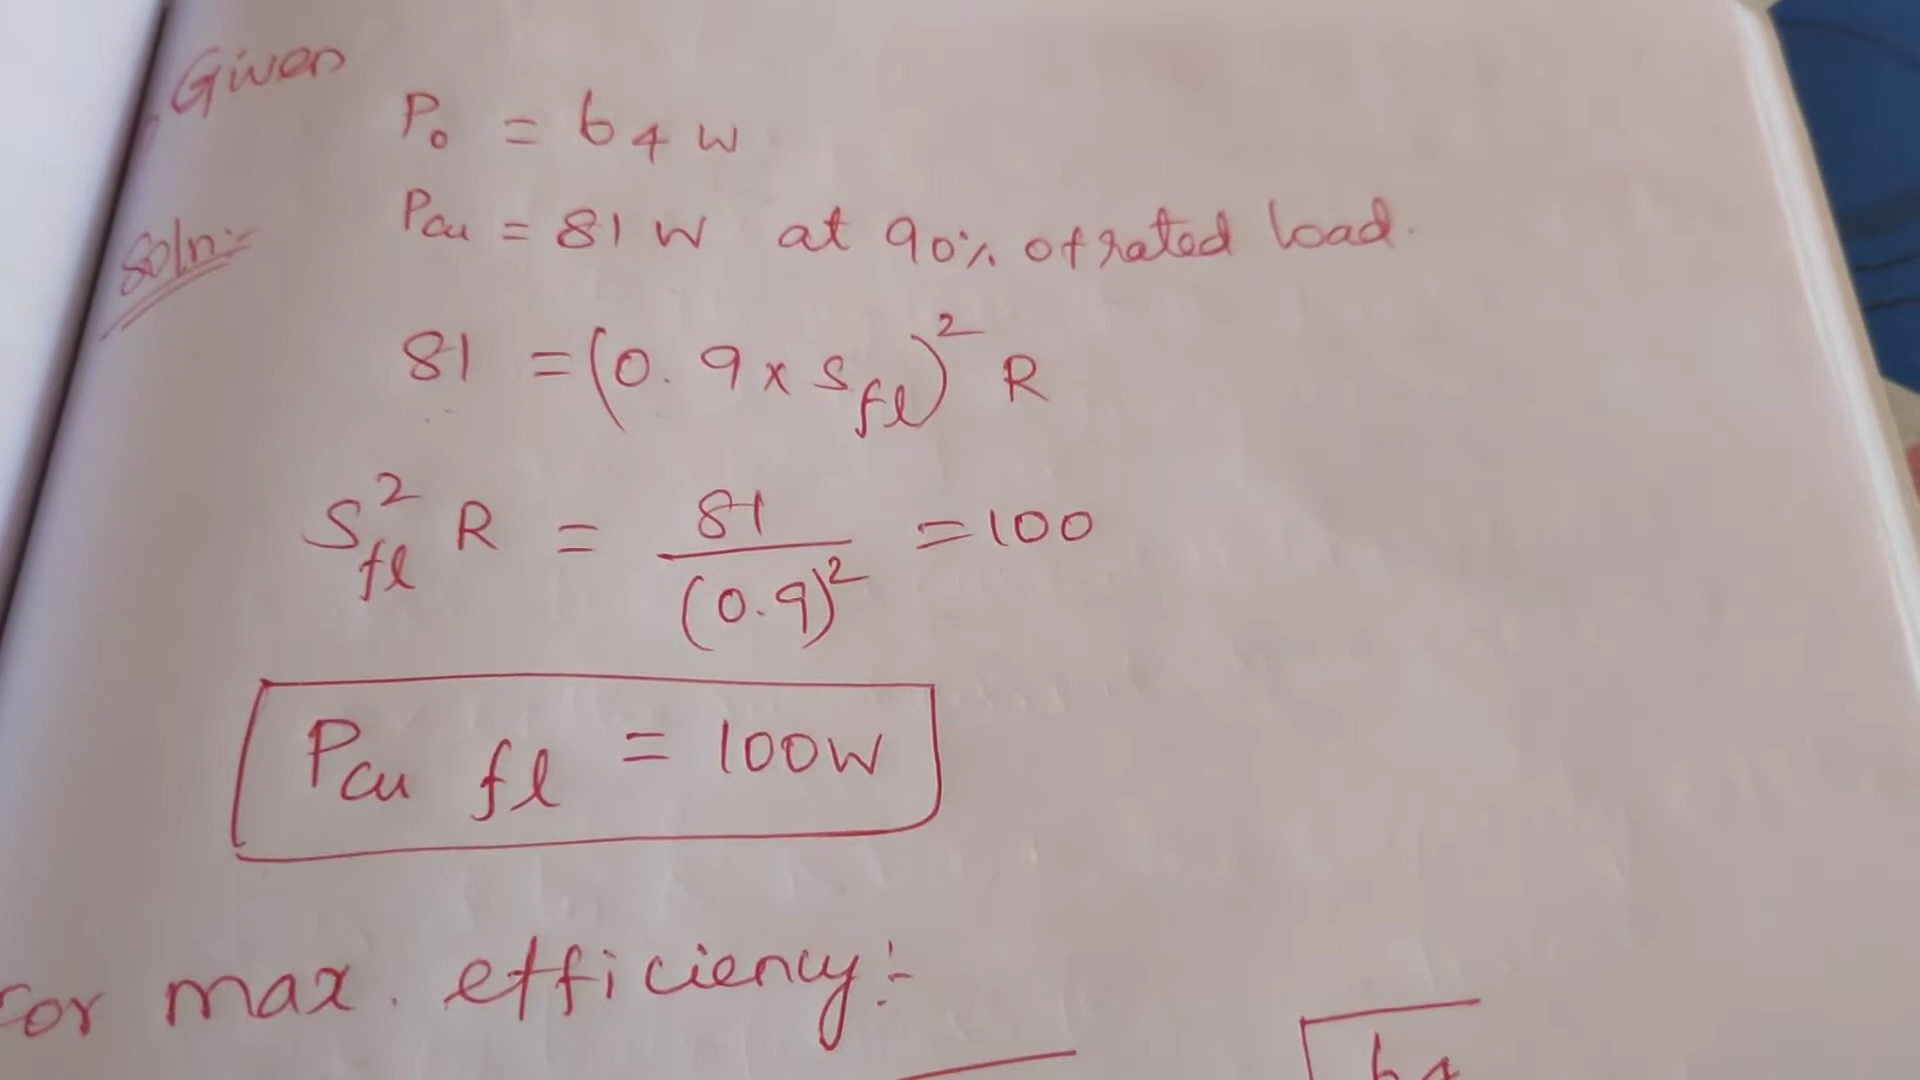 Given
P₀ = 64 W
Soln:-
Pcu = 81 W at 90% of rated load.
81 = (0.9 x Sfl)² R
S²fl R = 81/(0.9)² = 100
Pcu fl = 100W
For max. efficiency:-
64